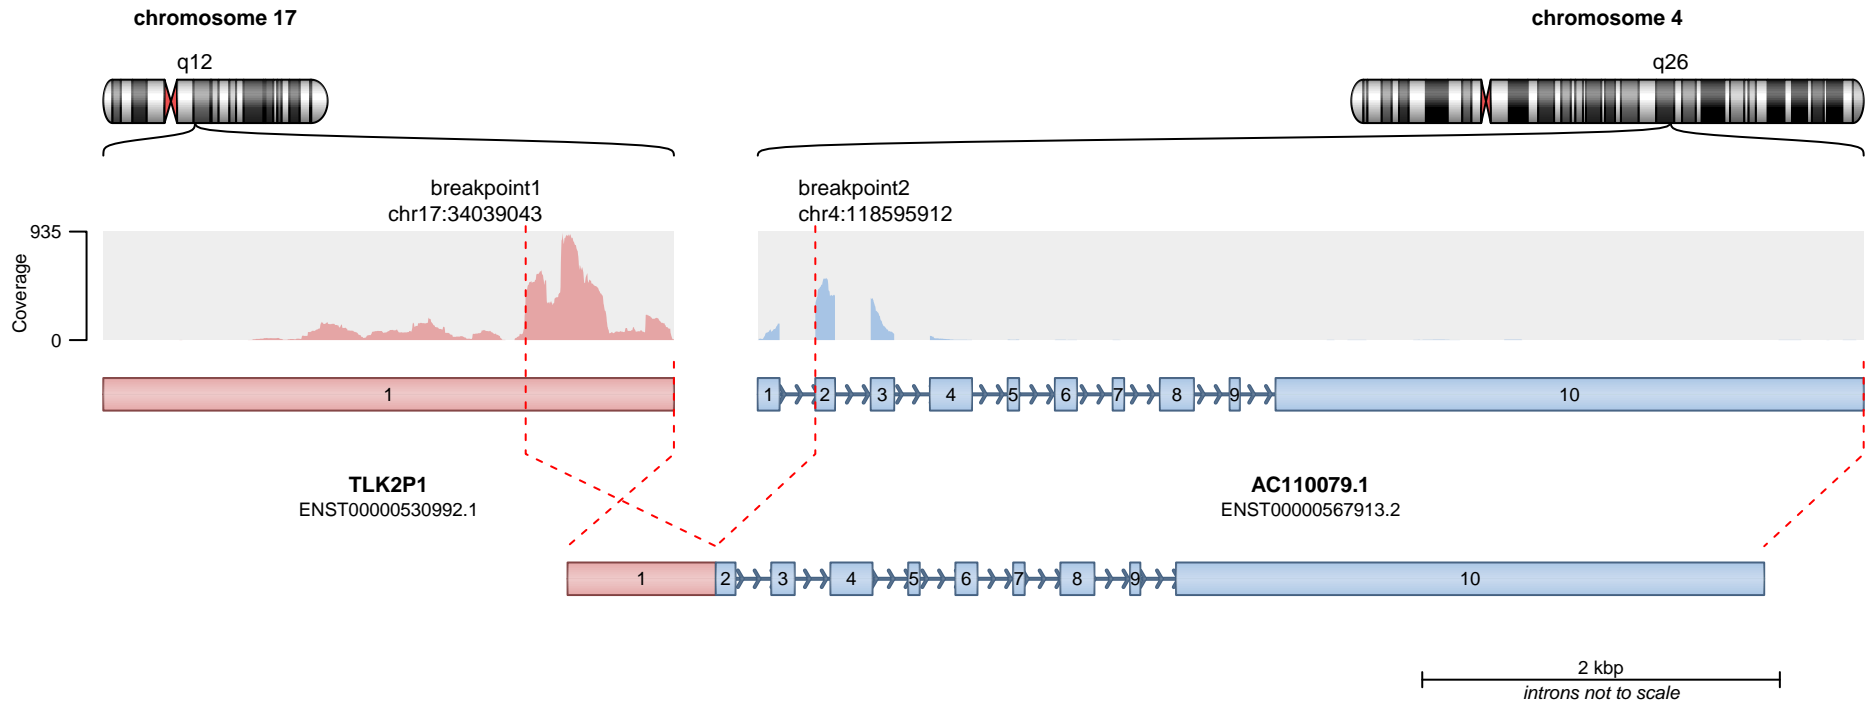 chromosome 17
chromosome 4
q12
q26
breakpoint1
chr17:34039043
breakpoint2
chr4:118595912
935
0
Coverage
1
1 2 3 4 5 6 7 8 9 10
TLK2P1
ENST00000530992.1
AC110079.1
ENST00000567913.2
1 2 3 4 5 6 7 8 9 10
2 kbp
introns not to scale